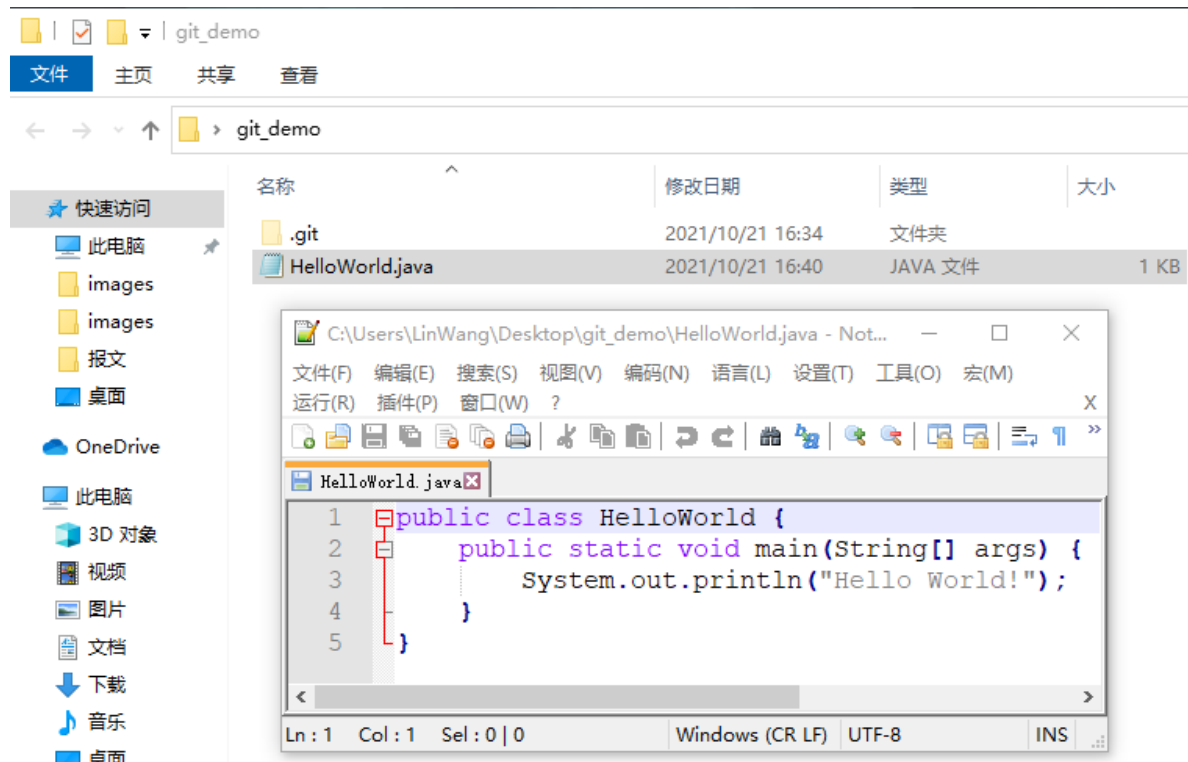 git_demo
文件 主页 共享 查看
git_demo
名称 修改日期 类型 大小
快速访问
此电脑
images
images
报文
桌面
OneDrive
此电脑
3D 对象
视频
图片
文档
下载
音乐
桌面
.git 2021/10/21 16:34 文件夹
HelloWorld.java 2021/10/21 16:40 JAVA 文件 1 KB
C:\Users\LinWang\Desktop\git_demo\HelloWorld.java - Not...
文件(F) 编辑(E) 搜索(S) 视图(V) 编码(N) 语言(L) 设置(T) 工具(O) 宏(M)
运行(R) 插件(P) 窗口(W) ? X
HelloWorld.java
1 public class HelloWorld {
2     public static void main(String[] args) {
3         System.out.println("Hello World!");
4     }
5 }
Ln : 1 Col : 1 Sel : 0 | 0 Windows (CR LF) UTF-8 INS